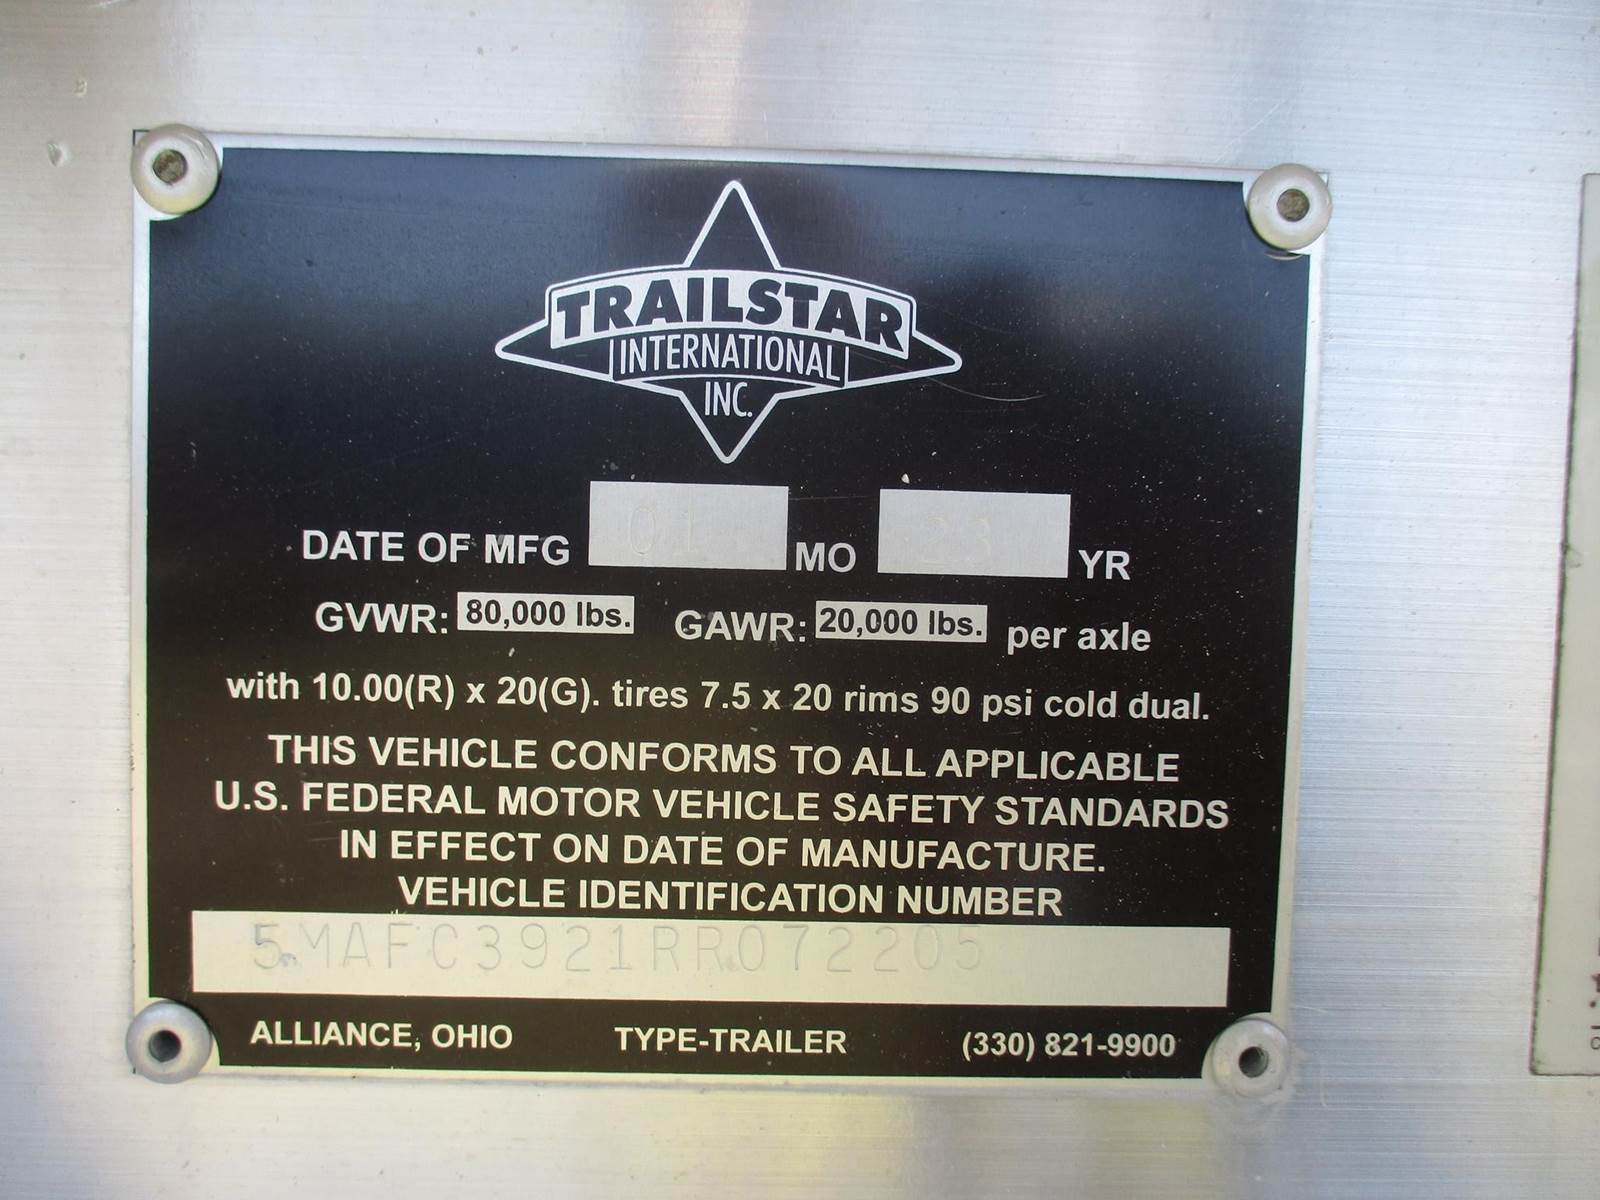 TRAILSTAR
INTERNATIONAL
INC.
DATE OF MFG 01 MO 23 YR
GVWR: 80,000 lbs. GAWR: 20,000 lbs. per axle
with 10.00(R) x 20(G). tires 7.5 x 20 rims 90 psi cold dual.
THIS VEHICLE CONFORMS TO ALL APPLICABLE
U.S. FEDERAL MOTOR VEHICLE SAFETY STANDARDS
IN EFFECT ON DATE OF MANUFACTURE.
VEHICLE IDENTIFICATION NUMBER
5MAFC3921RR072205
ALLIANCE, OHIO TYPE-TRAILER (330) 821-9900